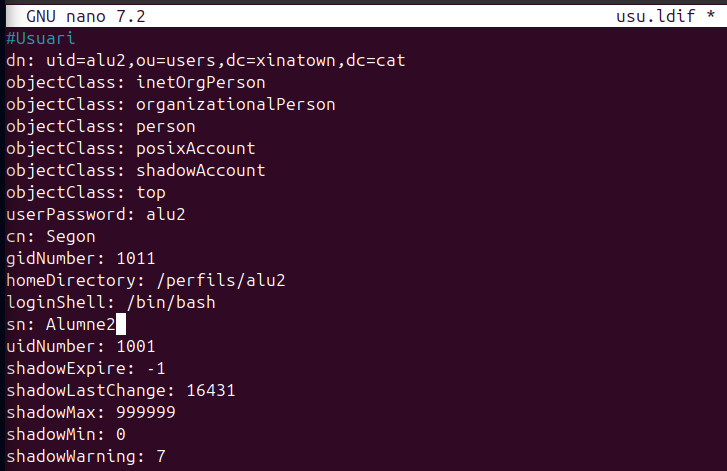 GNU nano 7.2 usu.ldif *
#Usuari
dn: uid=alu2,ou=users,dc=xinatown,dc=cat
objectClass: inetOrgPerson
objectClass: organizationalPerson
objectClass: person
objectClass: posixAccount
objectClass: shadowAccount
objectClass: top
userPassword: alu2
cn: Segon
gidNumber: 1011
homeDirectory: /perfils/alu2
loginShell: /bin/bash
sn: Alumne2
uidNumber: 1001
shadowExpire: -1
shadowLastChange: 16431
shadowMax: 999999
shadowMin: 0
shadowWarning: 7